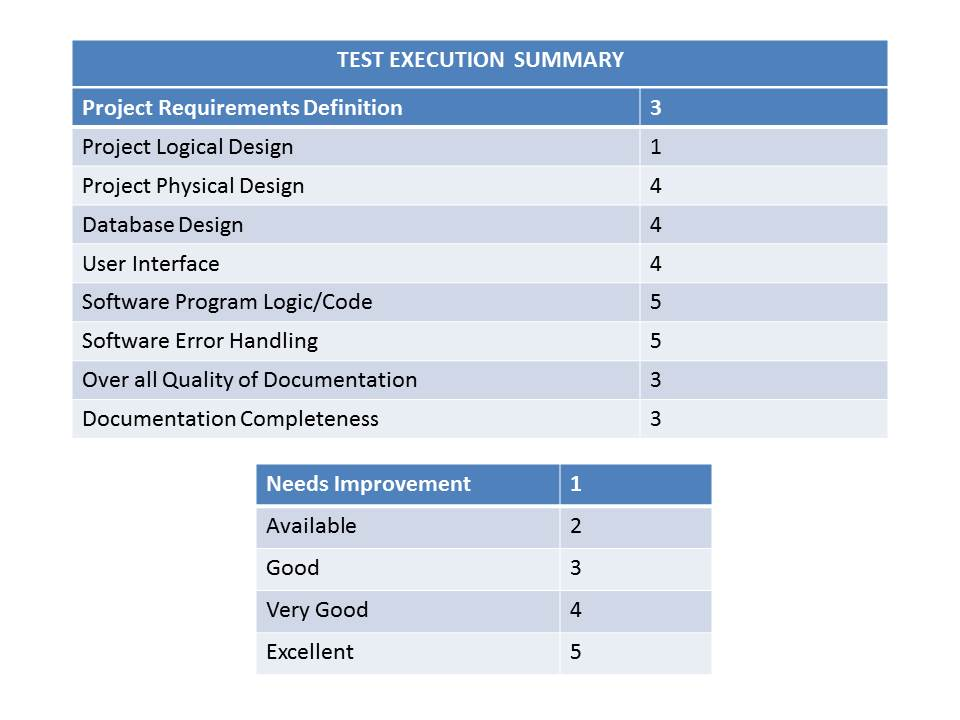 TEST EXECUTION SUMMARY
Project Requirements Definition 3
Project Logical Design 1
Project Physical Design 4
Database Design 4
User Interface 4
Software Program Logic/Code 5
Software Error Handling 5
Over all Quality of Documentation 3
Documentation Completeness 3
Needs Improvement 1
Available 2
Good 3
Very Good 4
Excellent 5